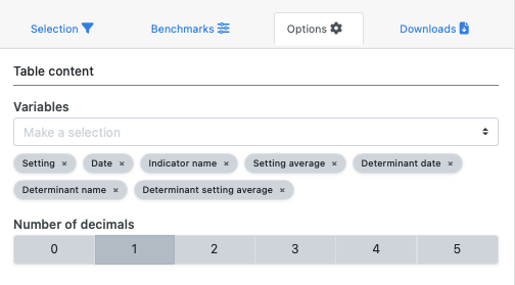 Selection Benchmarks Options Downloads
Table content
Variables
Make a selection
Setting × Date × Indicator name × Setting average × Determinant date ×
Determinant name × Determinant setting average ×
Number of decimals
0 1 2 3 4 5